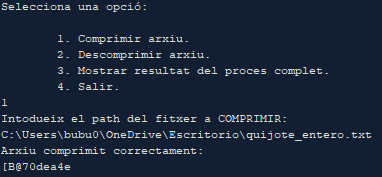 Selecciona una opció:
1. Comprimir arxiu.
2. Descomprimir arxiu.
3. Mostrar resultat del proces complet.
4. Salir.
1
Intodueix el path del fitxer a COMPRIMIR:
C:\Users\bubu0\OneDrive\Escritorio\quijote_entero.txt
Arxiu comprimit correctament:
[B@70dea4e